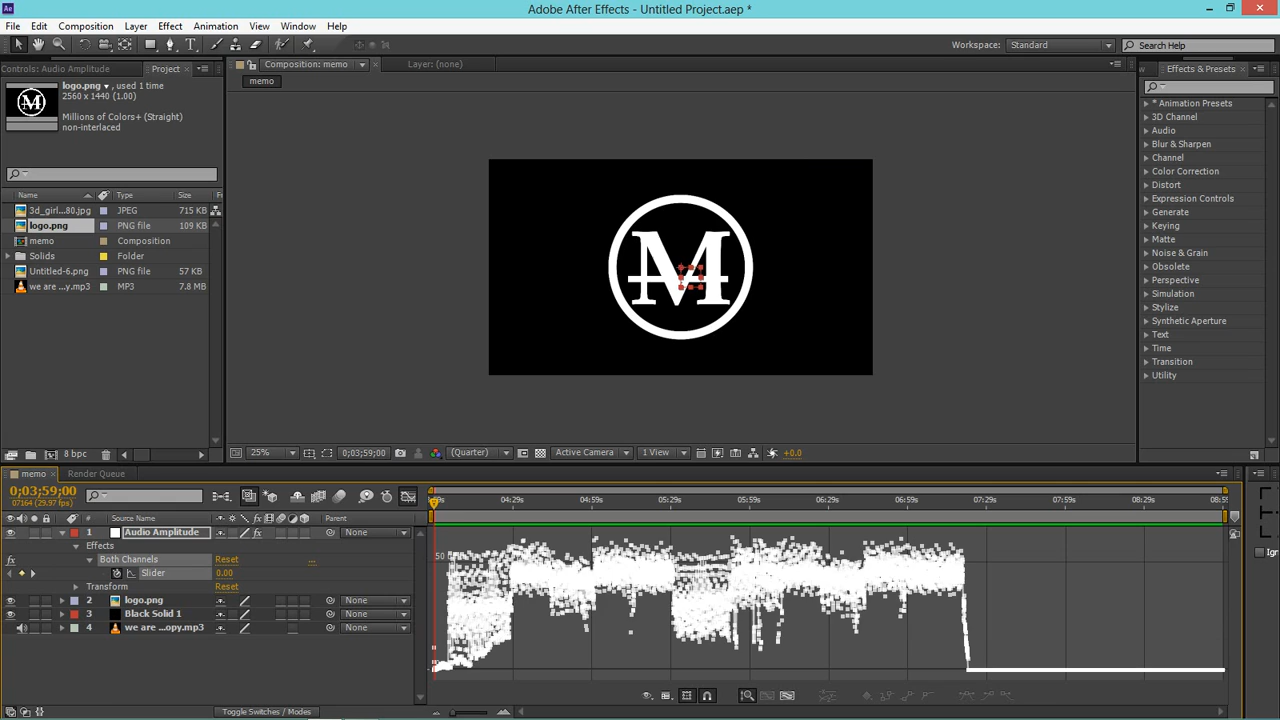 Adobe After Effects - Untitled Project.aep *
File Edit Composition Layer Effect Animation View Window Help
Workspace: Standard Search Help
Controls: Audio Amplitude Project
Composition: memo Layer: (none)
Effects & Presets
memo
logo.png , used 1 time
2560 x 1440 (1.00)
Millions of Colors+ (Straight)
non-interlaced
Name Type Size
3d_girl...80.jpg JPEG 715 KB
logo.png PNG file 109 KB
memo Composition
Solids Folder
Untitled-6.png PNG file 57 KB
we are ...y.mp3 MP3 7.8 MB
8 bpc
M
* Animation Presets
3D Channel
Audio
Blur & Sharpen
Channel
Color Correction
Distort
Expression Controls
Generate
Keying
Matte
Noise & Grain
Obsolete
Perspective
Simulation
Stylize
Synthetic Aperture
Text
Time
Transition
Utility
25% 0;03;59;00 (Quarter) Active Camera 1 View +0.0
memo Render Queue
0;03;59;00
07164 (29.97 fps)
04:29s 04:59s 05:29s 05:59s 06:29s 06:59s 07:29s 07:59s 08:29s
# Source Name Parent
1 Audio Amplitude None
Effects
Both Channels Reset ...
Slider 0.00
Transform Reset
2 logo.png None
3 Black Solid 1 None
4 we are ...opy.mp3 None
50
Toggle Switches / Modes